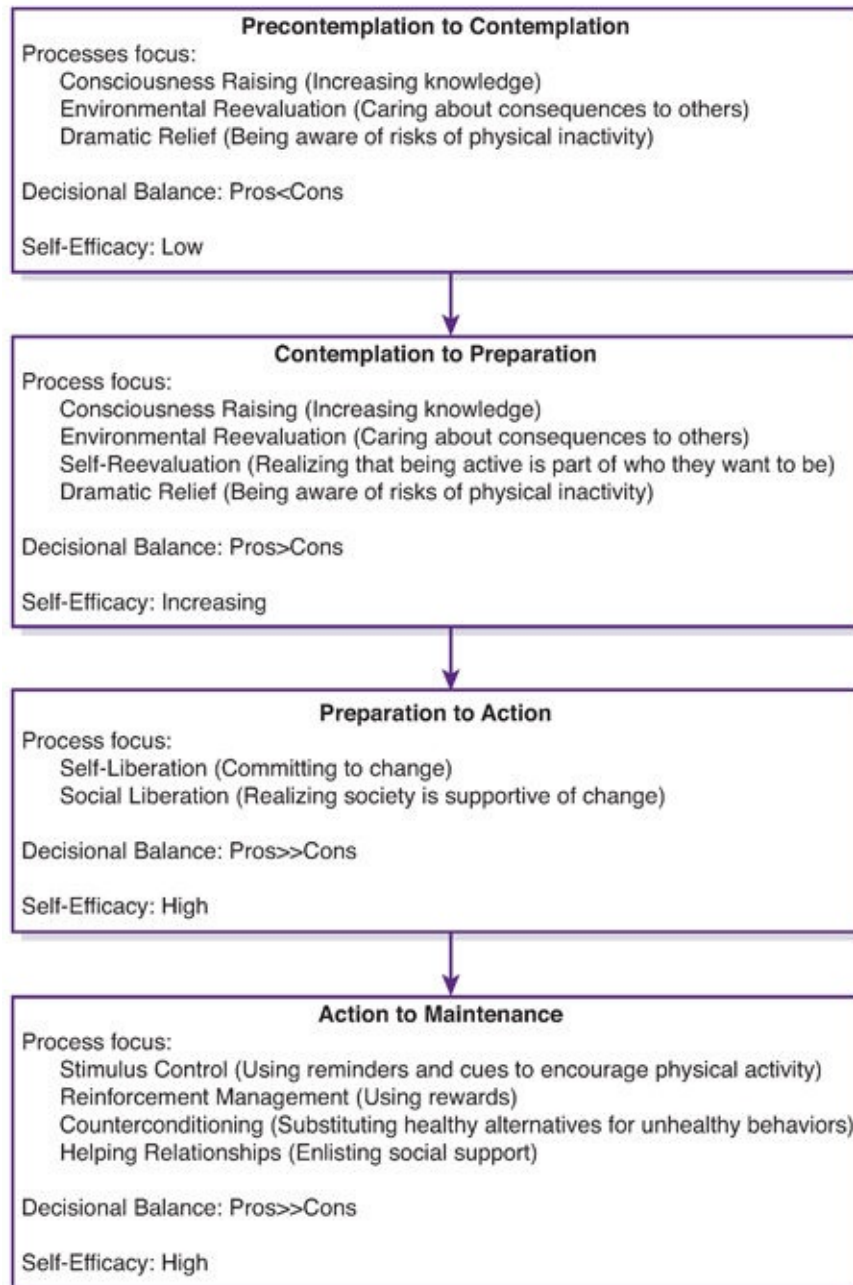 Precontemplation to Contemplation
Processes focus:
Consciousness Raising (Increasing knowledge)
Environmental Reevaluation (Caring about consequences to others)
Dramatic Relief (Being aware of risks of physical inactivity)
Decisional Balance: Pros<Cons
Self-Efficacy: Low
Contemplation to Preparation
Process focus:
Consciousness Raising (Increasing knowledge)
Environmental Reevaluation (Caring about consequences to others)
Self-Reevaluation (Realizing that being active is part of who they want to be)
Dramatic Relief (Being aware of risks of physical inactivity)
Decisional Balance: Pros>Cons
Self-Efficacy: Increasing
Preparation to Action
Process focus:
Self-Liberation (Committing to change)
Social Liberation (Realizing society is supportive of change)
Decisional Balance: Pros>>Cons
Self-Efficacy: High
Action to Maintenance
Process focus:
Stimulus Control (Using reminders and cues to encourage physical activity)
Reinforcement Management (Using rewards)
Counterconditioning (Substituting healthy alternatives for unhealthy behaviors)
Helping Relationships (Enlisting social support)
Decisional Balance: Pros>>Cons
Self-Efficacy: High